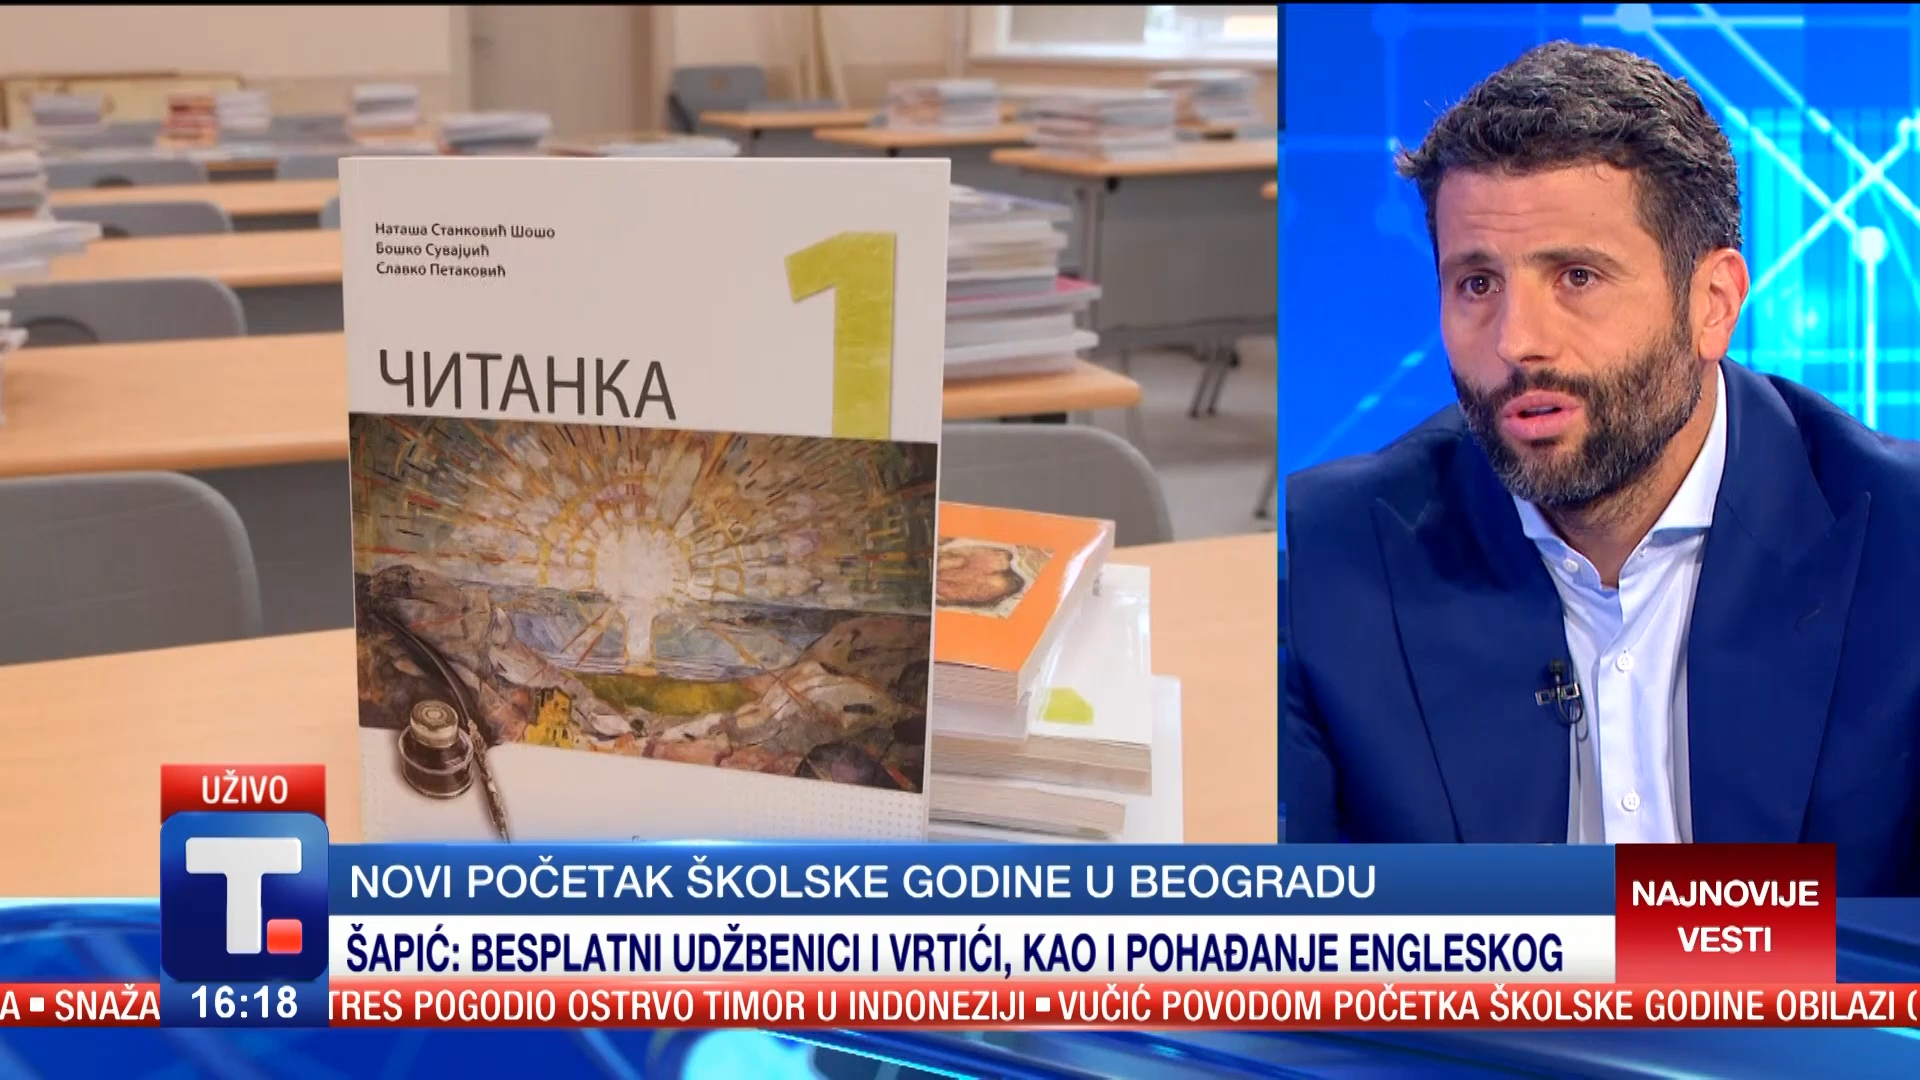 Наташа Станковић Шошо
Бошко Сувајџић
Славко Петаковић
1
ЧИТАНКА
UŽIVO
T.
NOVI POČETAK ŠKOLSKE GODINE U BEOGRADU
ŠAPIĆ: BESPLATNI UDŽBENICI I VRTIĆI, KAO I POHAĐANJE ENGLESKOG
NAJNOVIJE
VESTI
A ▪ SNAŽA
16:18
TRES POGODIO OSTRVO TIMOR U INDONEZIJI ▪ VUČIĆ POVODOM POČETKA ŠKOLSKE GODINE OBILAZI